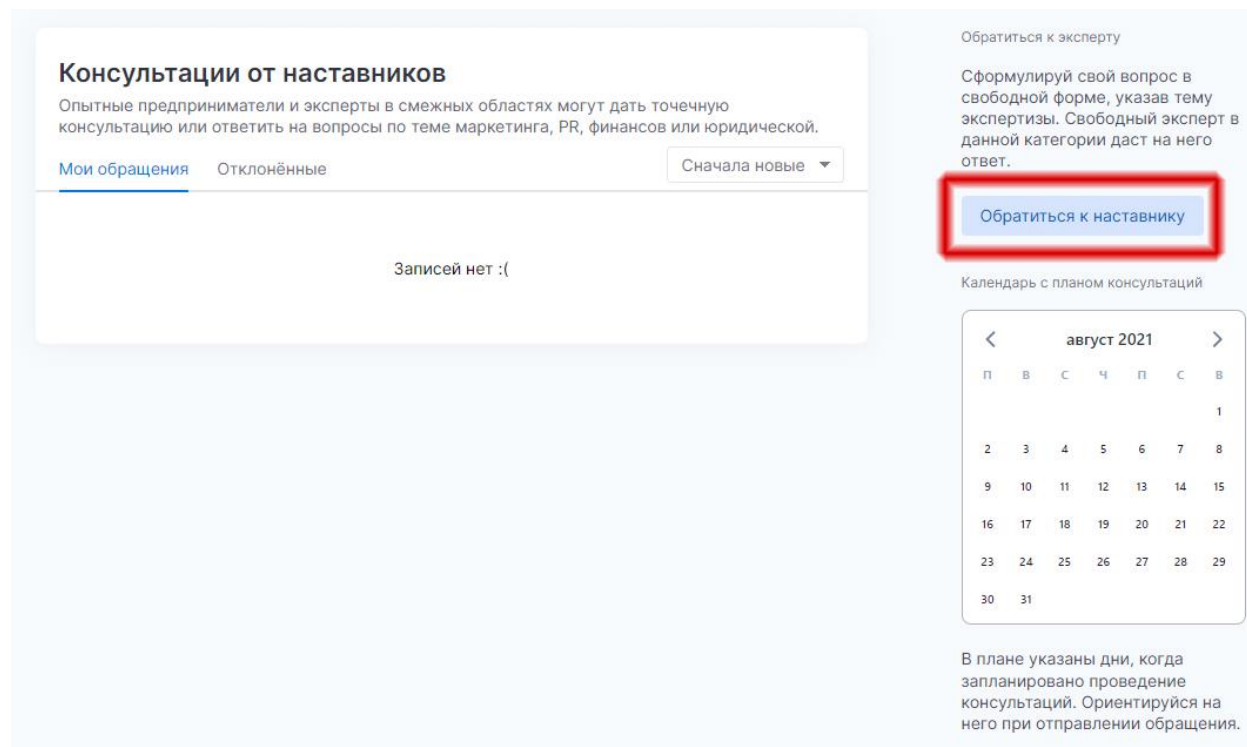 Консультации от наставников
Опытные предприниматели и эксперты в смежных областях могут дать точечную
консультацию или ответить на вопросы по теме маркетинга, PR, финансов или юридической.
Мои обращения Отклонённые Сначала новые
Записей нет :(
Обратиться к эксперту
Сформулируй свой вопрос в
свободной форме, указав тему
экспертизы. Свободный эксперт в
данной категории даст на него
ответ.
Обратиться к наставнику
Календарь с планом консультаций
август 2021
П В С Ч П С В
1
2 3 4 5 6 7 8
9 10 11 12 13 14 15
16 17 18 19 20 21 22
23 24 25 26 27 28 29
30 31
В плане указаны дни, когда
запланировано проведение
консультаций. Ориентируйся на
него при отправлении обращения.